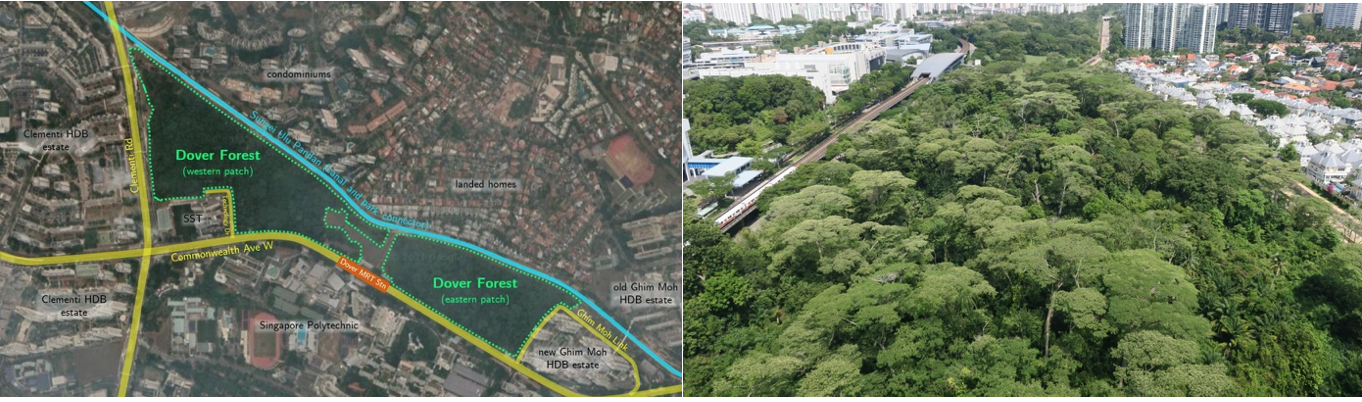 condominiums
Clementi HDB
estate
Clementi Rd
Sungei Ulu Pandan (canal and park connector)
Dover Forest
(western patch)
landed homes
SST
Commonwealth Ave W
Dover MRT Stn
Dover Forest
(eastern patch)
old Ghim Moh
HDB estate
Clementi HDB
estate
Singapore Polytechnic
Ghim Moh Link
new Ghim Moh
HDB estate